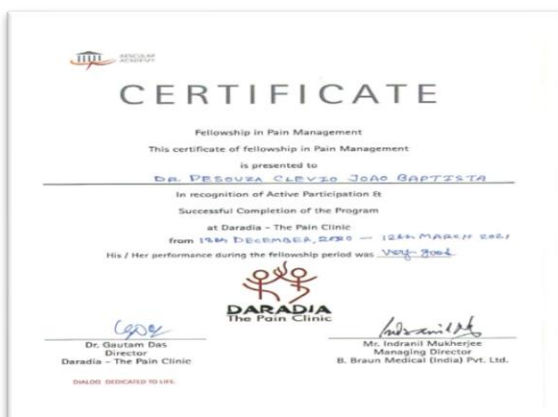 AESCULAP
ACADEMY
CERTIFICATE
Fellowship in Pain Management
This certificate of fellowship in Pain Management
is presented to
DR. DESOUZA CLEVIO JOAO BAPTISTA
In recognition of Active Participation &
Successful Completion of the Program
at Daradia - The Pain Clinic
from DECEMBER, 2020 — 12th MARCH 2021
His / Her performance during the fellowship period was Very good
DARADIA
The Pain Clinic
Dr. Gautam Das
Director
Daradia - The Pain Clinic
Mr. Indranil Mukherjee
Managing Director
B. Braun Medical (India) Pvt. Ltd.
DIALOG DEDICATED TO LIFE.